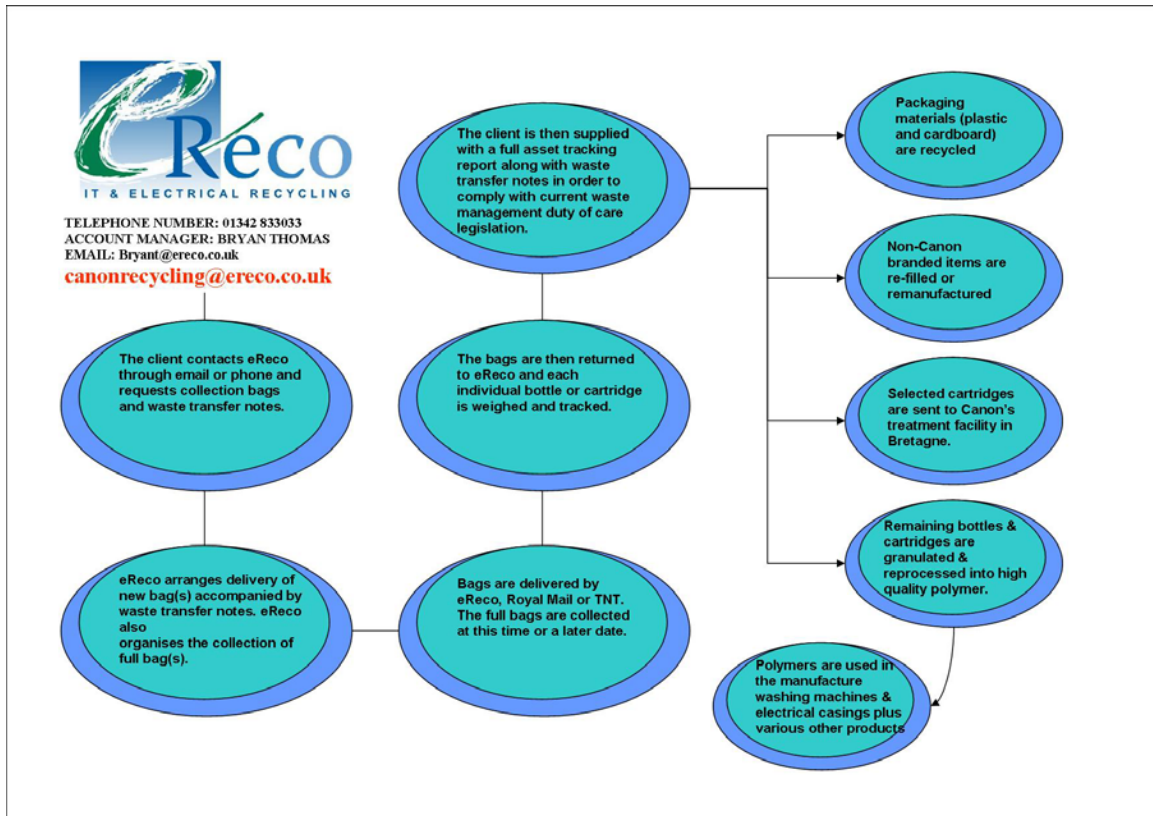 eRéco
IT & ELECTRICAL RECYCLING
TELEPHONE NUMBER: 01342 833033
ACCOUNT MANAGER: BRYAN THOMAS
EMAIL: Bryant@ereco.co.uk
canonrecycling@ereco.co.uk
The client contacts eReco
through email or phone and
requests collection bags
and waste transfer notes.
eReco arranges delivery of
new bag(s) accompanied by
waste transfer notes. eReco
also
organises the collection of
full bag(s).
Bags are delivered by
eReco, Royal Mail or TNT.
The full bags are collected
at this time or a later date.
The bags are then returned
to eReco and each
individual bottle or cartridge
is weighed and tracked.
The client is then supplied
with a full asset tracking
report along with waste
transfer notes in order to
comply with current waste
management duty of care
legislation.
Packaging
materials (plastic
and cardboard)
are recycled
Non-Canon
branded items are
re-filled or
remanufactured
Selected cartridges
are sent to Canon's
treatment facility in
Bretagne.
Remaining bottles &
cartridges are
granulated &
reprocessed into high
quality polymer.
Polymers are used in
the manufacture
washing machines &
electrical casings plus
various other products